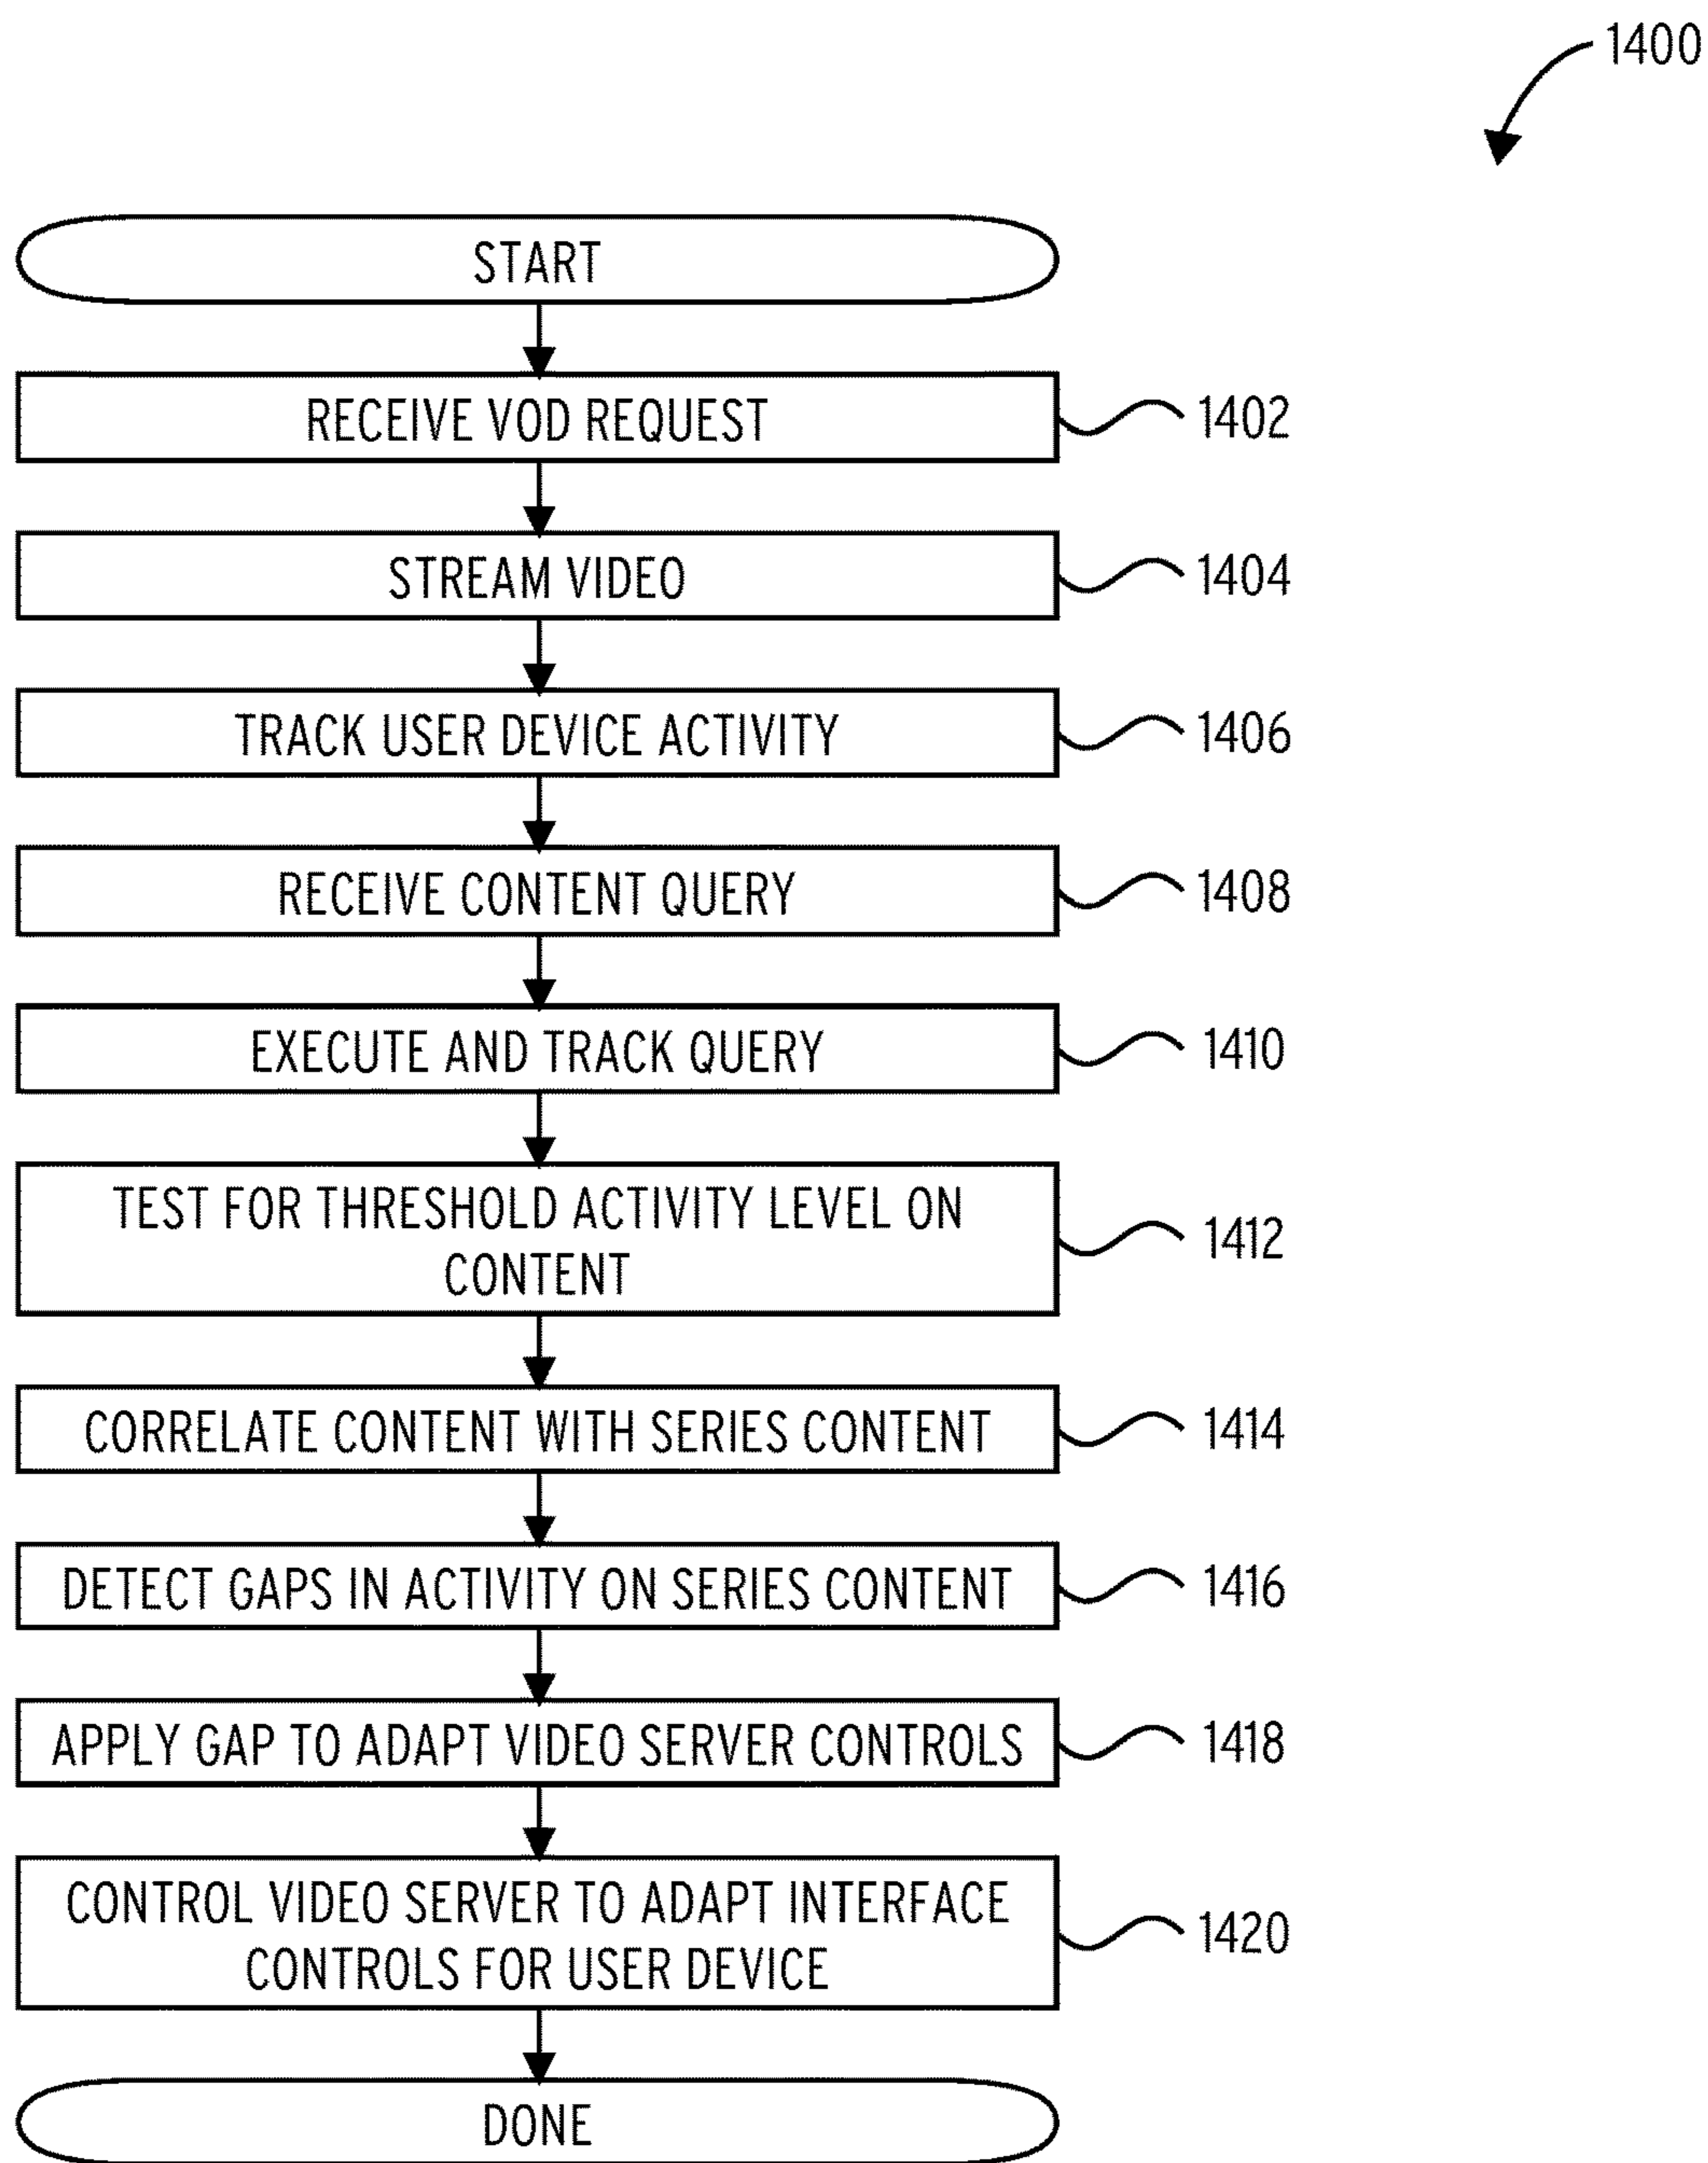 1400
START
RECEIVE VOD REQUEST
1402
STREAM VIDEO
1404
TRACK USER DEVICE ACTIVITY
1406
RECEIVE CONTENT QUERY
1408
EXECUTE AND TRACK QUERY
1410
TEST FOR THRESHOLD ACTIVITY LEVEL ON
CONTENT
1412
CORRELATE CONTENT WITH SERIES CONTENT
1414
DETECT GAPS IN ACTIVITY ON SERIES CONTENT
1416
APPLY GAP TO ADAPT VIDEO SERVER CONTROLS
1418
CONTROL VIDEO SERVER TO ADAPT INTERFACE
CONTROLS FOR USER DEVICE
1420
DONE